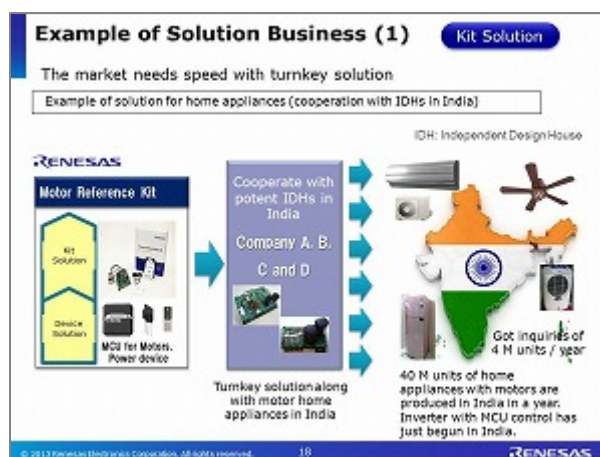 Example of Solution Business (1)
Kit Solution
The market needs speed with turnkey solution
Example of solution for home appliances (cooperation with IDHs in India)
IDH: Independent Design House
RENESAS
Motor Reference Kit
Kit
Solution
Device
Solution
MCU for Motors,
Power device
Cooperate with
potent IDHs in
India
Company A, B,
C and D
Turnkey solution along
with motor home
appliances in India
Got inquiries of
4 M units / year
40 M units of home
appliances with motors are
produced in India in a year.
Inverter with MCU control has
just begun in India.
© 2013 Renesas Electronics Corporation. All rights reserved.
18
RENESAS